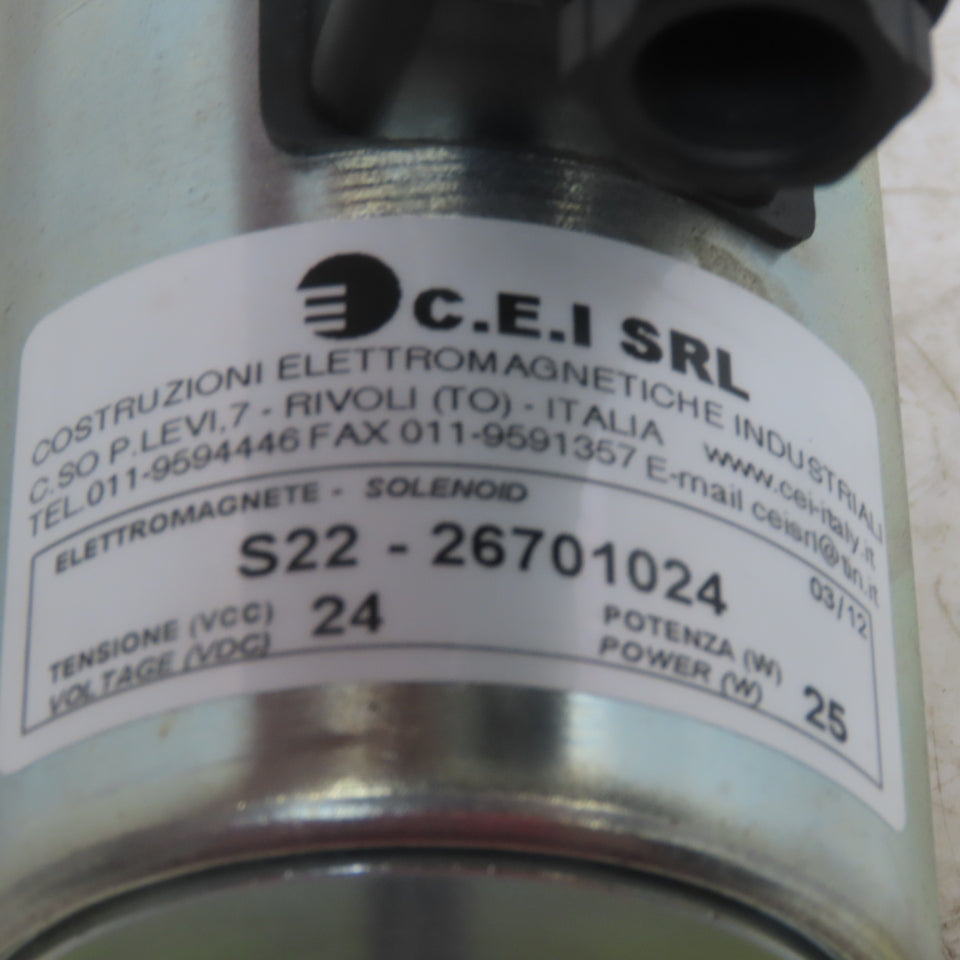 C.E.I SRL
COSTRUZIONI ELETTROMAGNETICHE INDUSTRIALI
C.SO P.LEVI,7 - RIVOLI (TO) - ITALIA www.cei-italy.it
TEL.011-9594446 FAX 011-9591357 E-mail ceisrl@tin.it
ELETTROMAGNETE - SOLENOID
03/12
S22 - 26701024
TENSIONE (VCC) 24 POTENZA (W)
VOLTAGE (VDC) POWER (W) 25